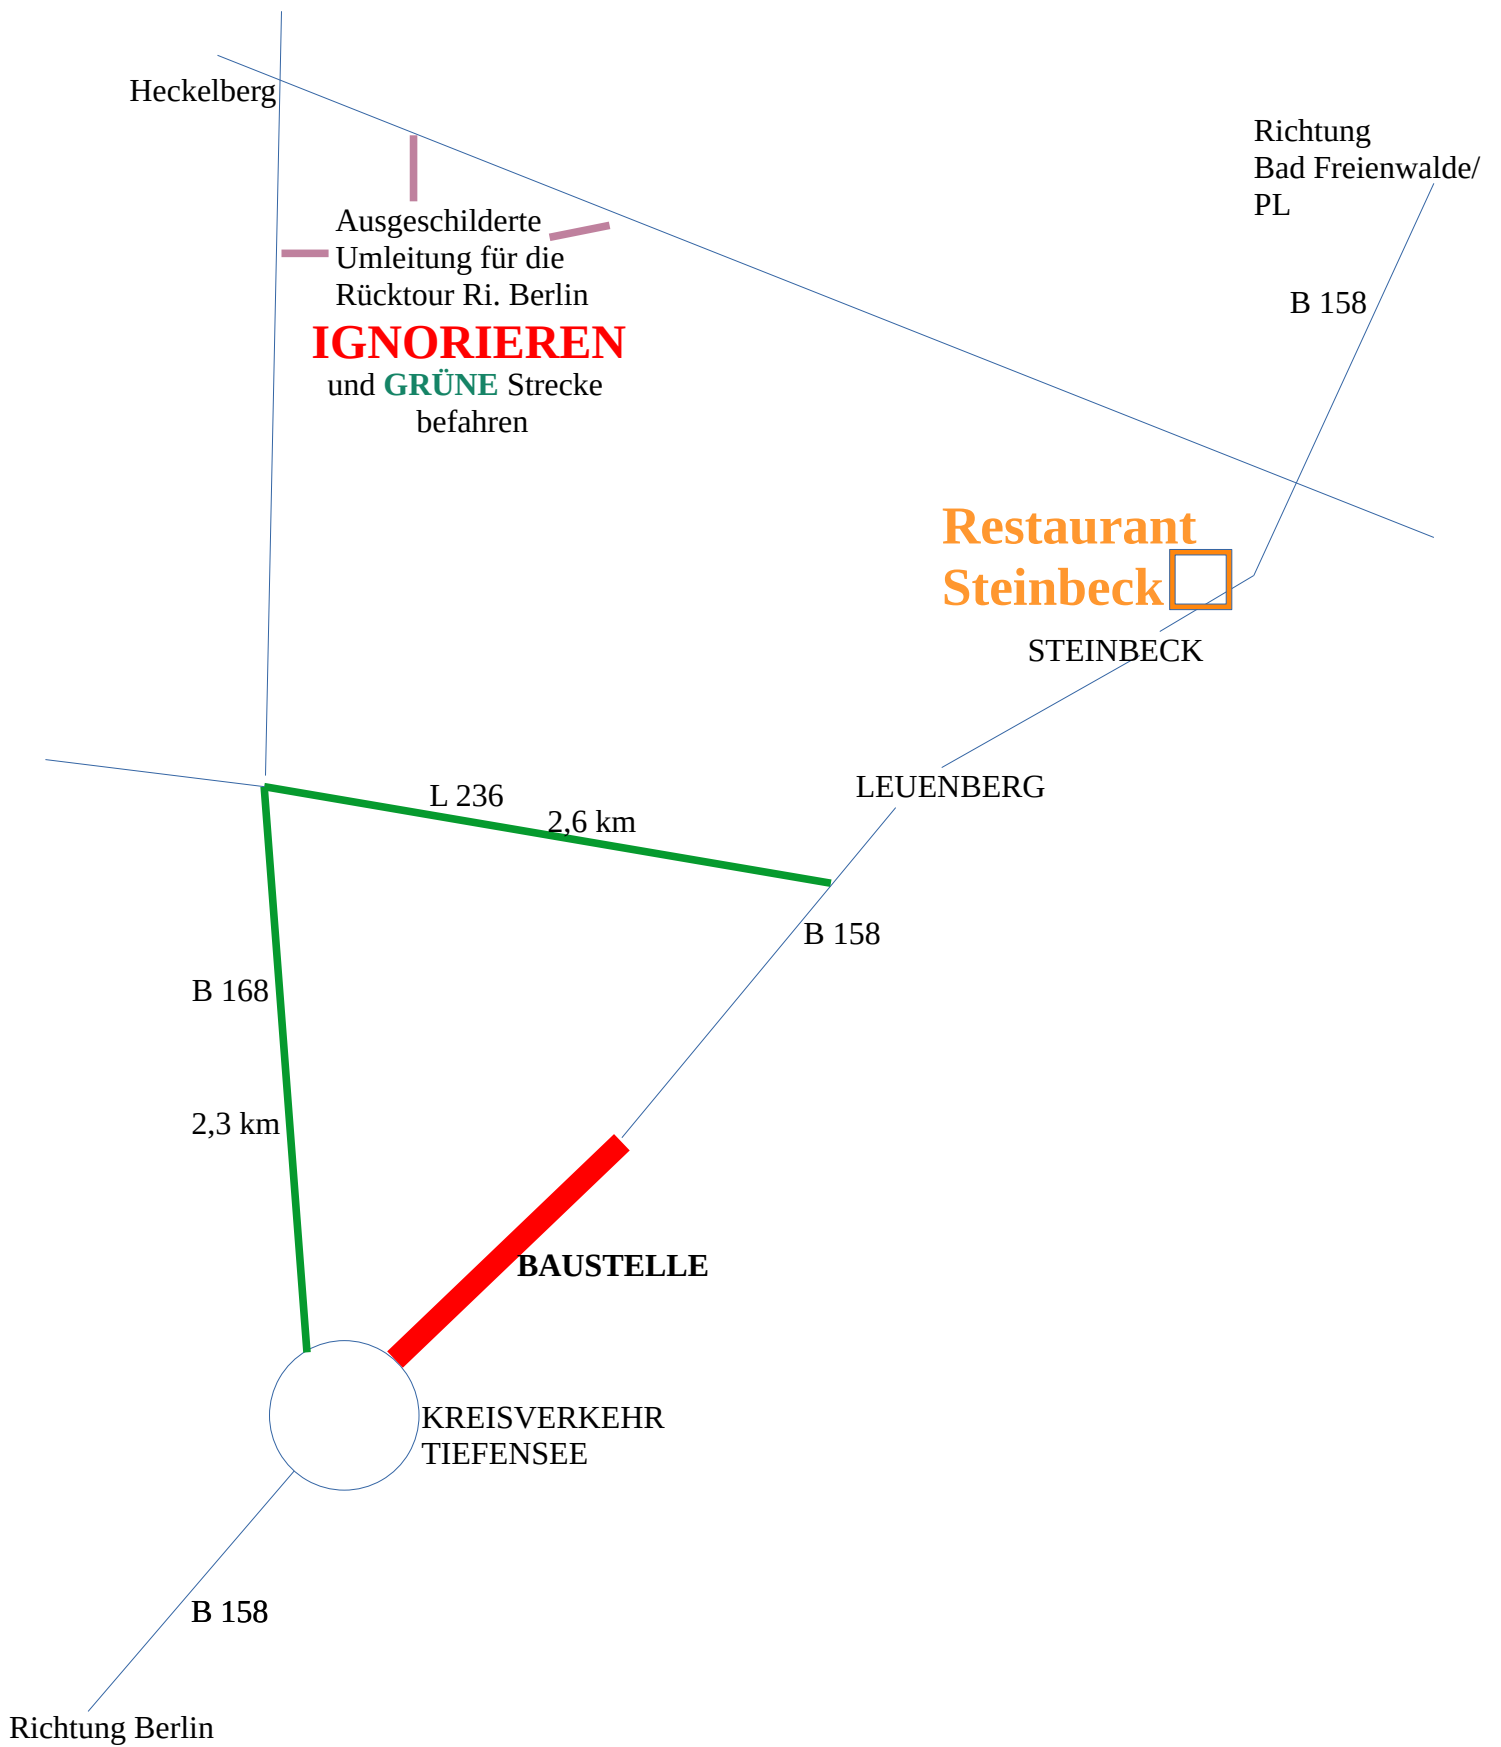 Heckelberg
Richtung
Bad Freienwalde/
PL
Ausgeschilderte
Umleitung für die
Rücktour Ri. Berlin
IGNORIEREN
und GRÜNE Strecke
befahren
B 158
Restaurant
Steinbeck
STEINBECK
LEUENBERG
L 236
2,6 km
B 158
B 168
2,3 km
BAUSTELLE
KREISVERKEHR
TIEFENSEE
B 158
Richtung Berlin